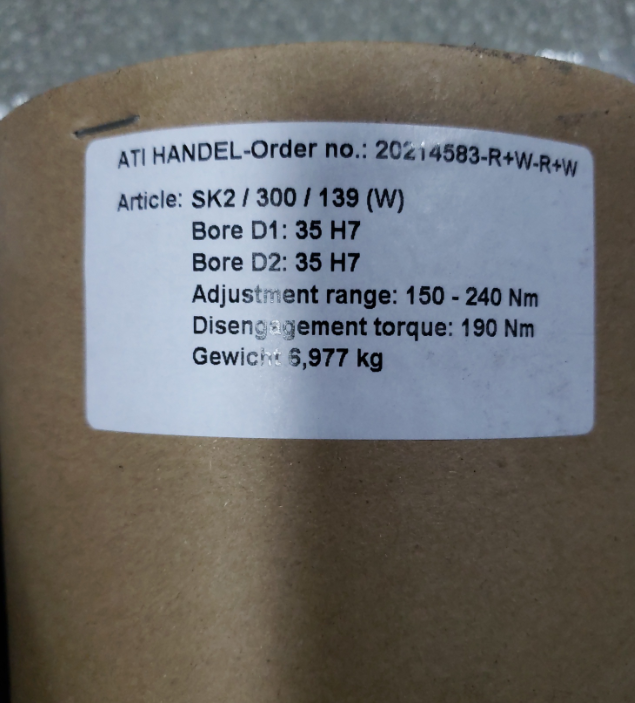 ATI HANDEL-Order no.: 20214583-R+W-R+W
Article: SK2 / 300 / 139 (W)
Bore D1: 35 H7
Bore D2: 35 H7
Adjustment range: 150 - 240 Nm
Disengagement torque: 190 Nm
Gewicht 6,977 kg